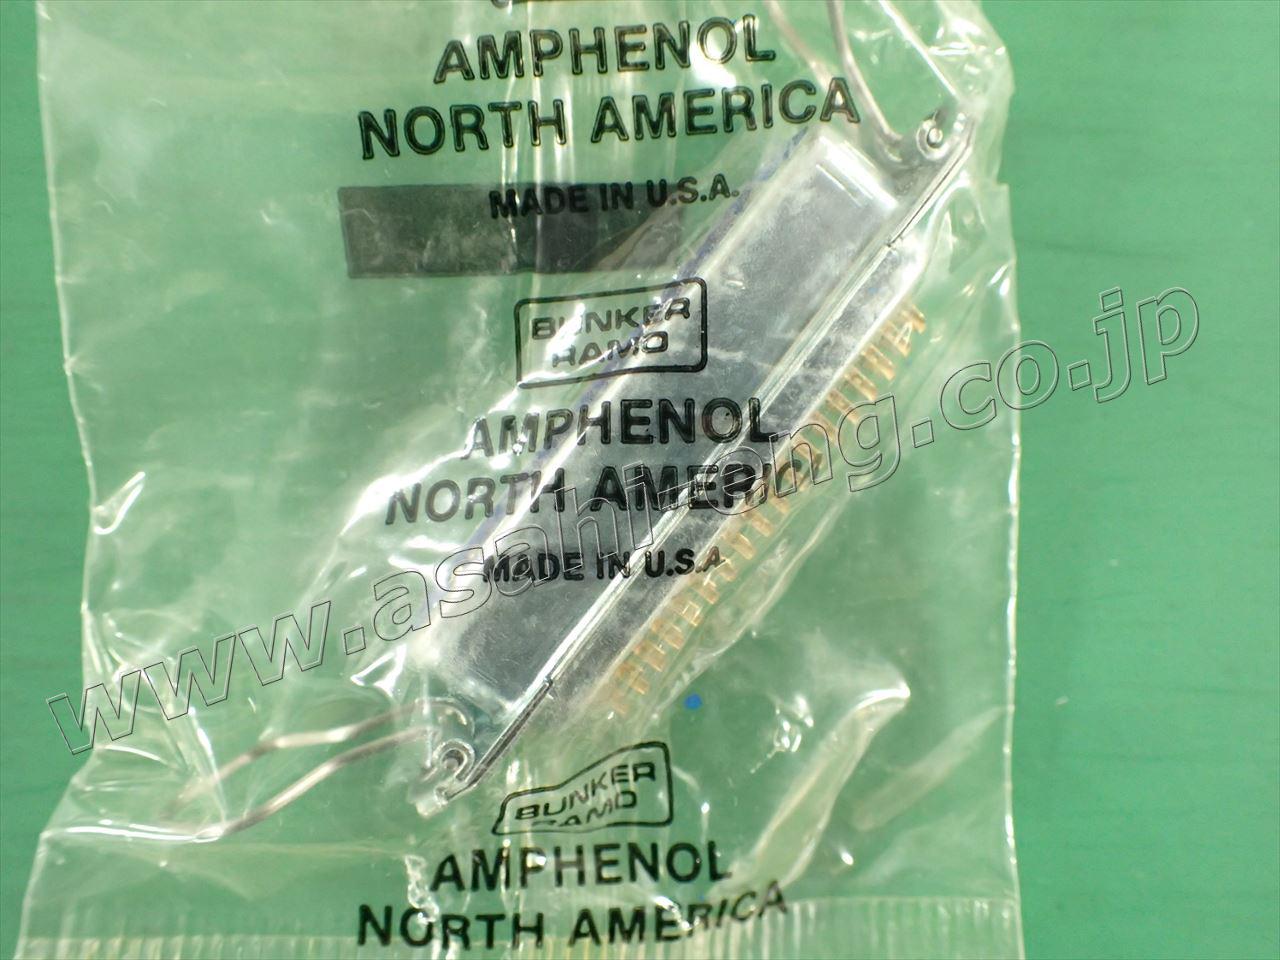 AMPHENOL
NORTH AMERICA
MADE IN U.S.A.
BUNKER
RAMO
AMPHENOL
NORTH AMERICA
MADE IN U.S.A.
www.asahi-eng.co.jp
BUNKER
RAMO
AMPHENOL
NORTH AMERICA